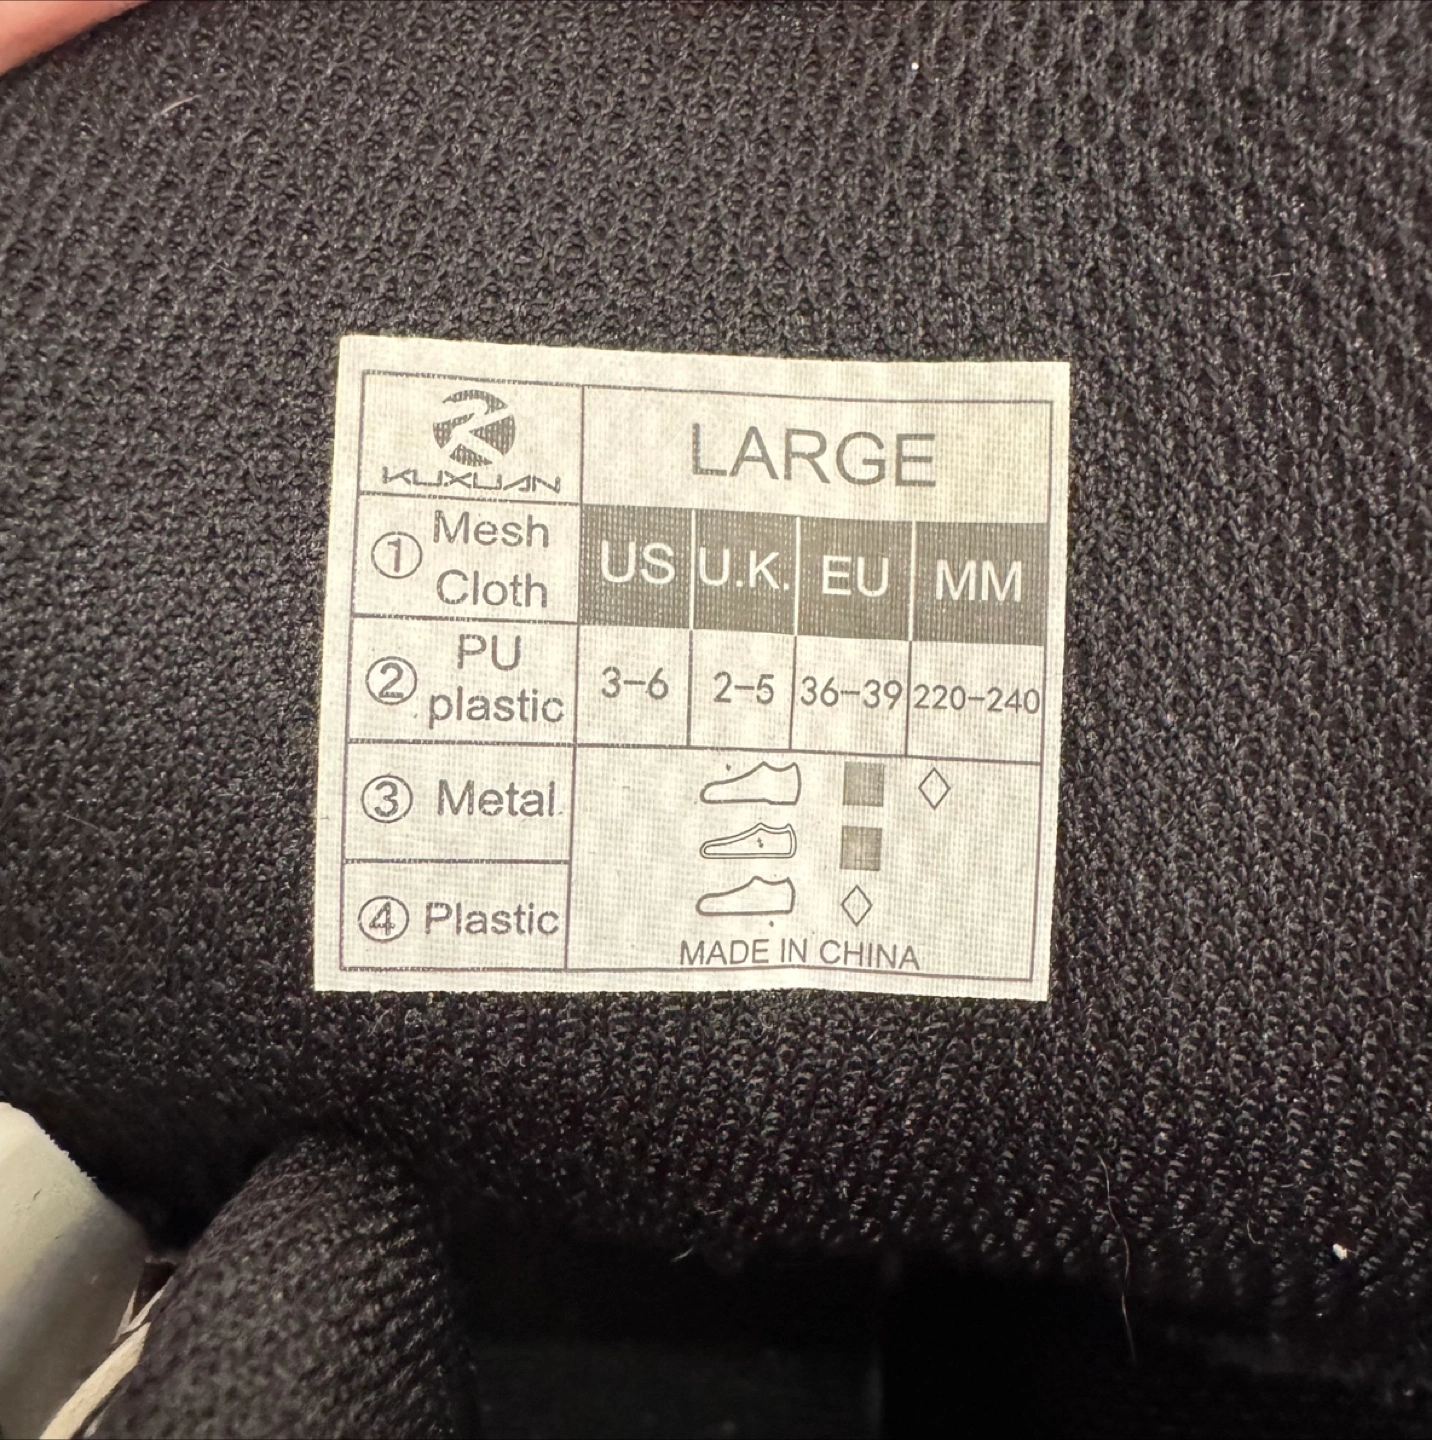 KUXUAN
LARGE
① Mesh
Cloth
US U.K. EU MM
② PU
plastic
3-6 2-5 36-39 220-240
③ Metal
④ Plastic
MADE IN CHINA